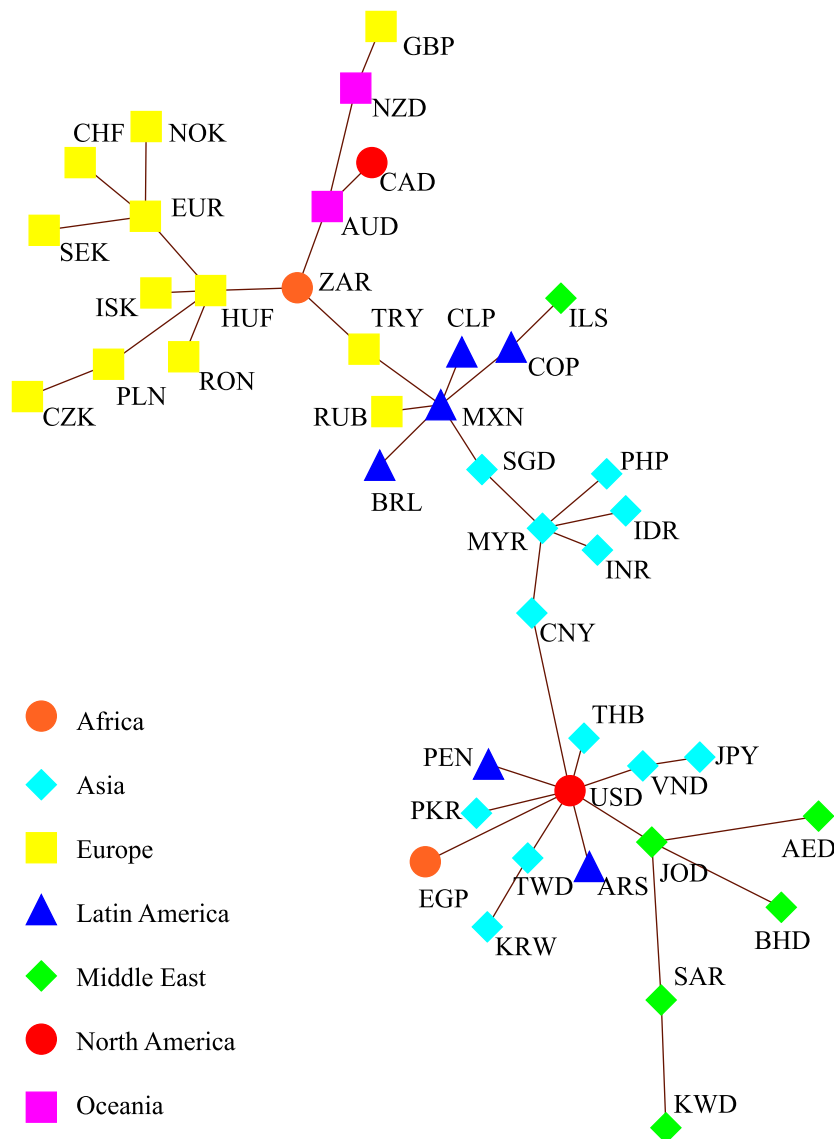 GBP
NZD
CHF
NOK
CAD
EUR
AUD
SEK
ZAR
ISK
HUF
TRY
CLP
ILS
COP
RON
PLN
CZK
RUB
MXN
SGD
PHP
BRL
IDR
MYR
INR
CNY
THB
PEN
JPY
VND
USD
PKR
AED
JOD
TWD
ARS
EGP
BHD
KRW
SAR
KWD
Africa
Asia
Europe
Latin America
Middle East
North America
Oceania